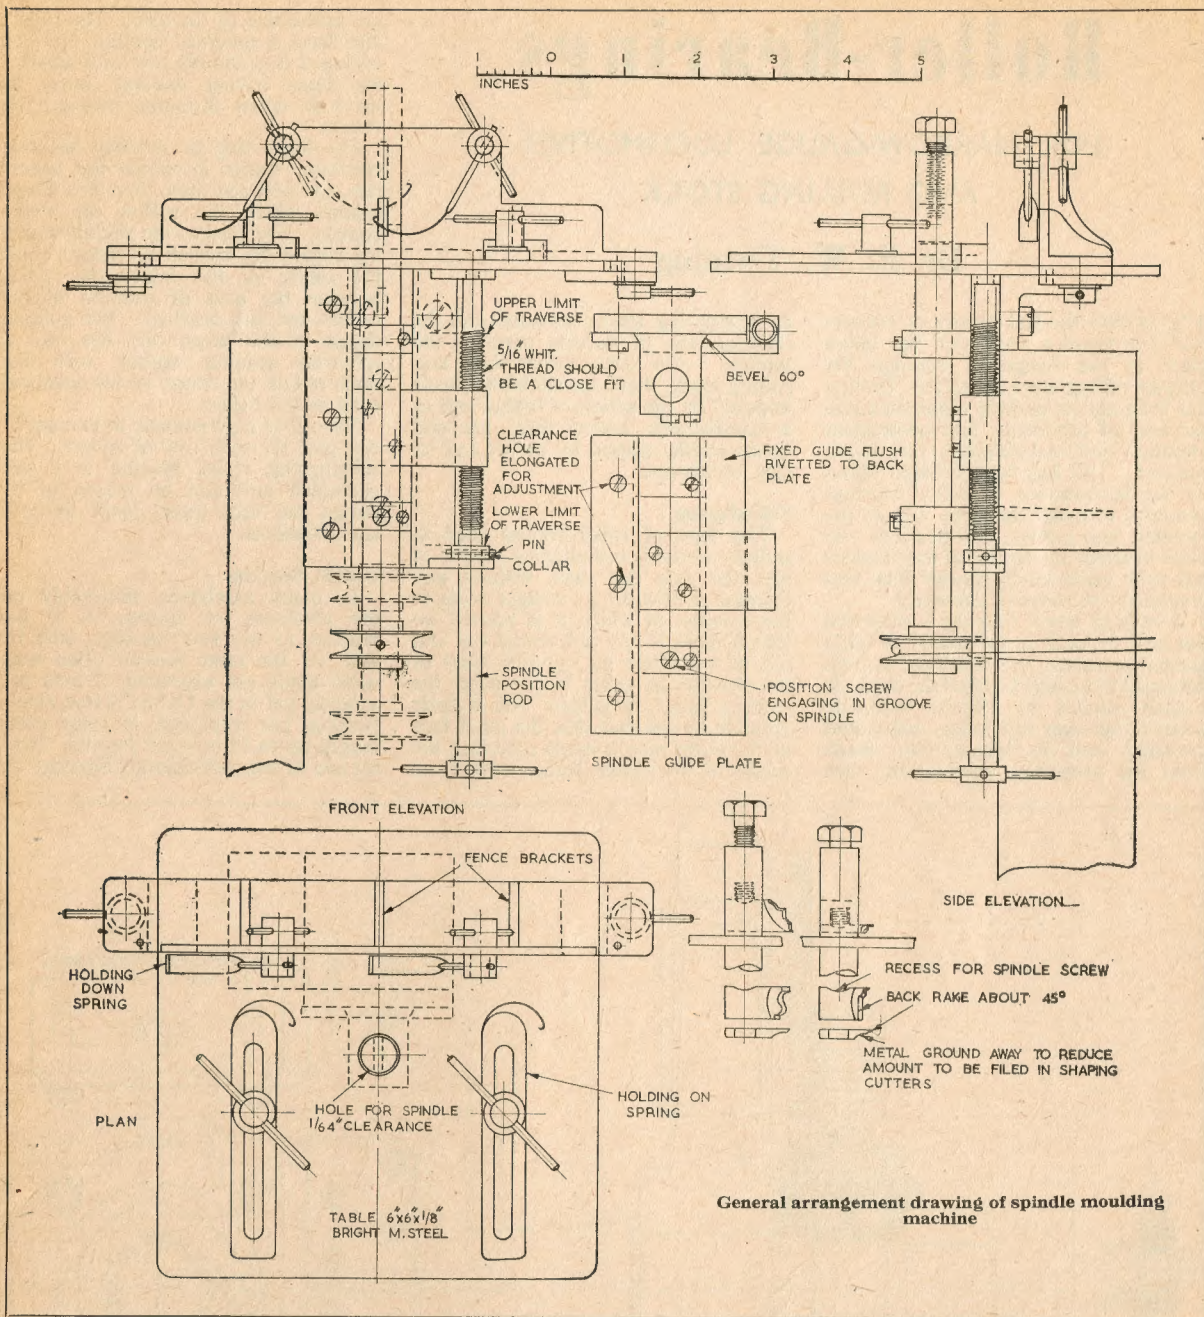 1 0 1 2 3 4 5
INCHES
UPPER LIMIT
OF TRAVERSE
5/16" WHIT.
THREAD SHOULD
BE A CLOSE FIT
BEVEL 60°
CLEARANCE
HOLE
ELONGATED
FOR
ADJUSTMENT
LOWER LIMIT
OF TRAVERSE
PIN
COLLAR
FIXED GUIDE FLUSH
RIVETTED TO BACK
PLATE
SPINDLE
POSITION
ROD
POSITION SCREW
ENGAGING IN GROOVE
ON SPINDLE
SPINDLE GUIDE PLATE
FRONT ELEVATION
SIDE ELEVATION
FENCE BRACKETS
HOLDING
DOWN
SPRING
RECESS FOR SPINDLE SCREW
BACK RAKE ABOUT 45°
METAL GROUND AWAY TO REDUCE
AMOUNT TO BE FILED IN SHAPING
CUTTERS
HOLDING ON
SPRING
HOLE FOR SPINDLE
1/64" CLEARANCE
PLAN
TABLE 6"x6"x1/8"
BRIGHT M. STEEL
General arrangement drawing of spindle moulding
machine